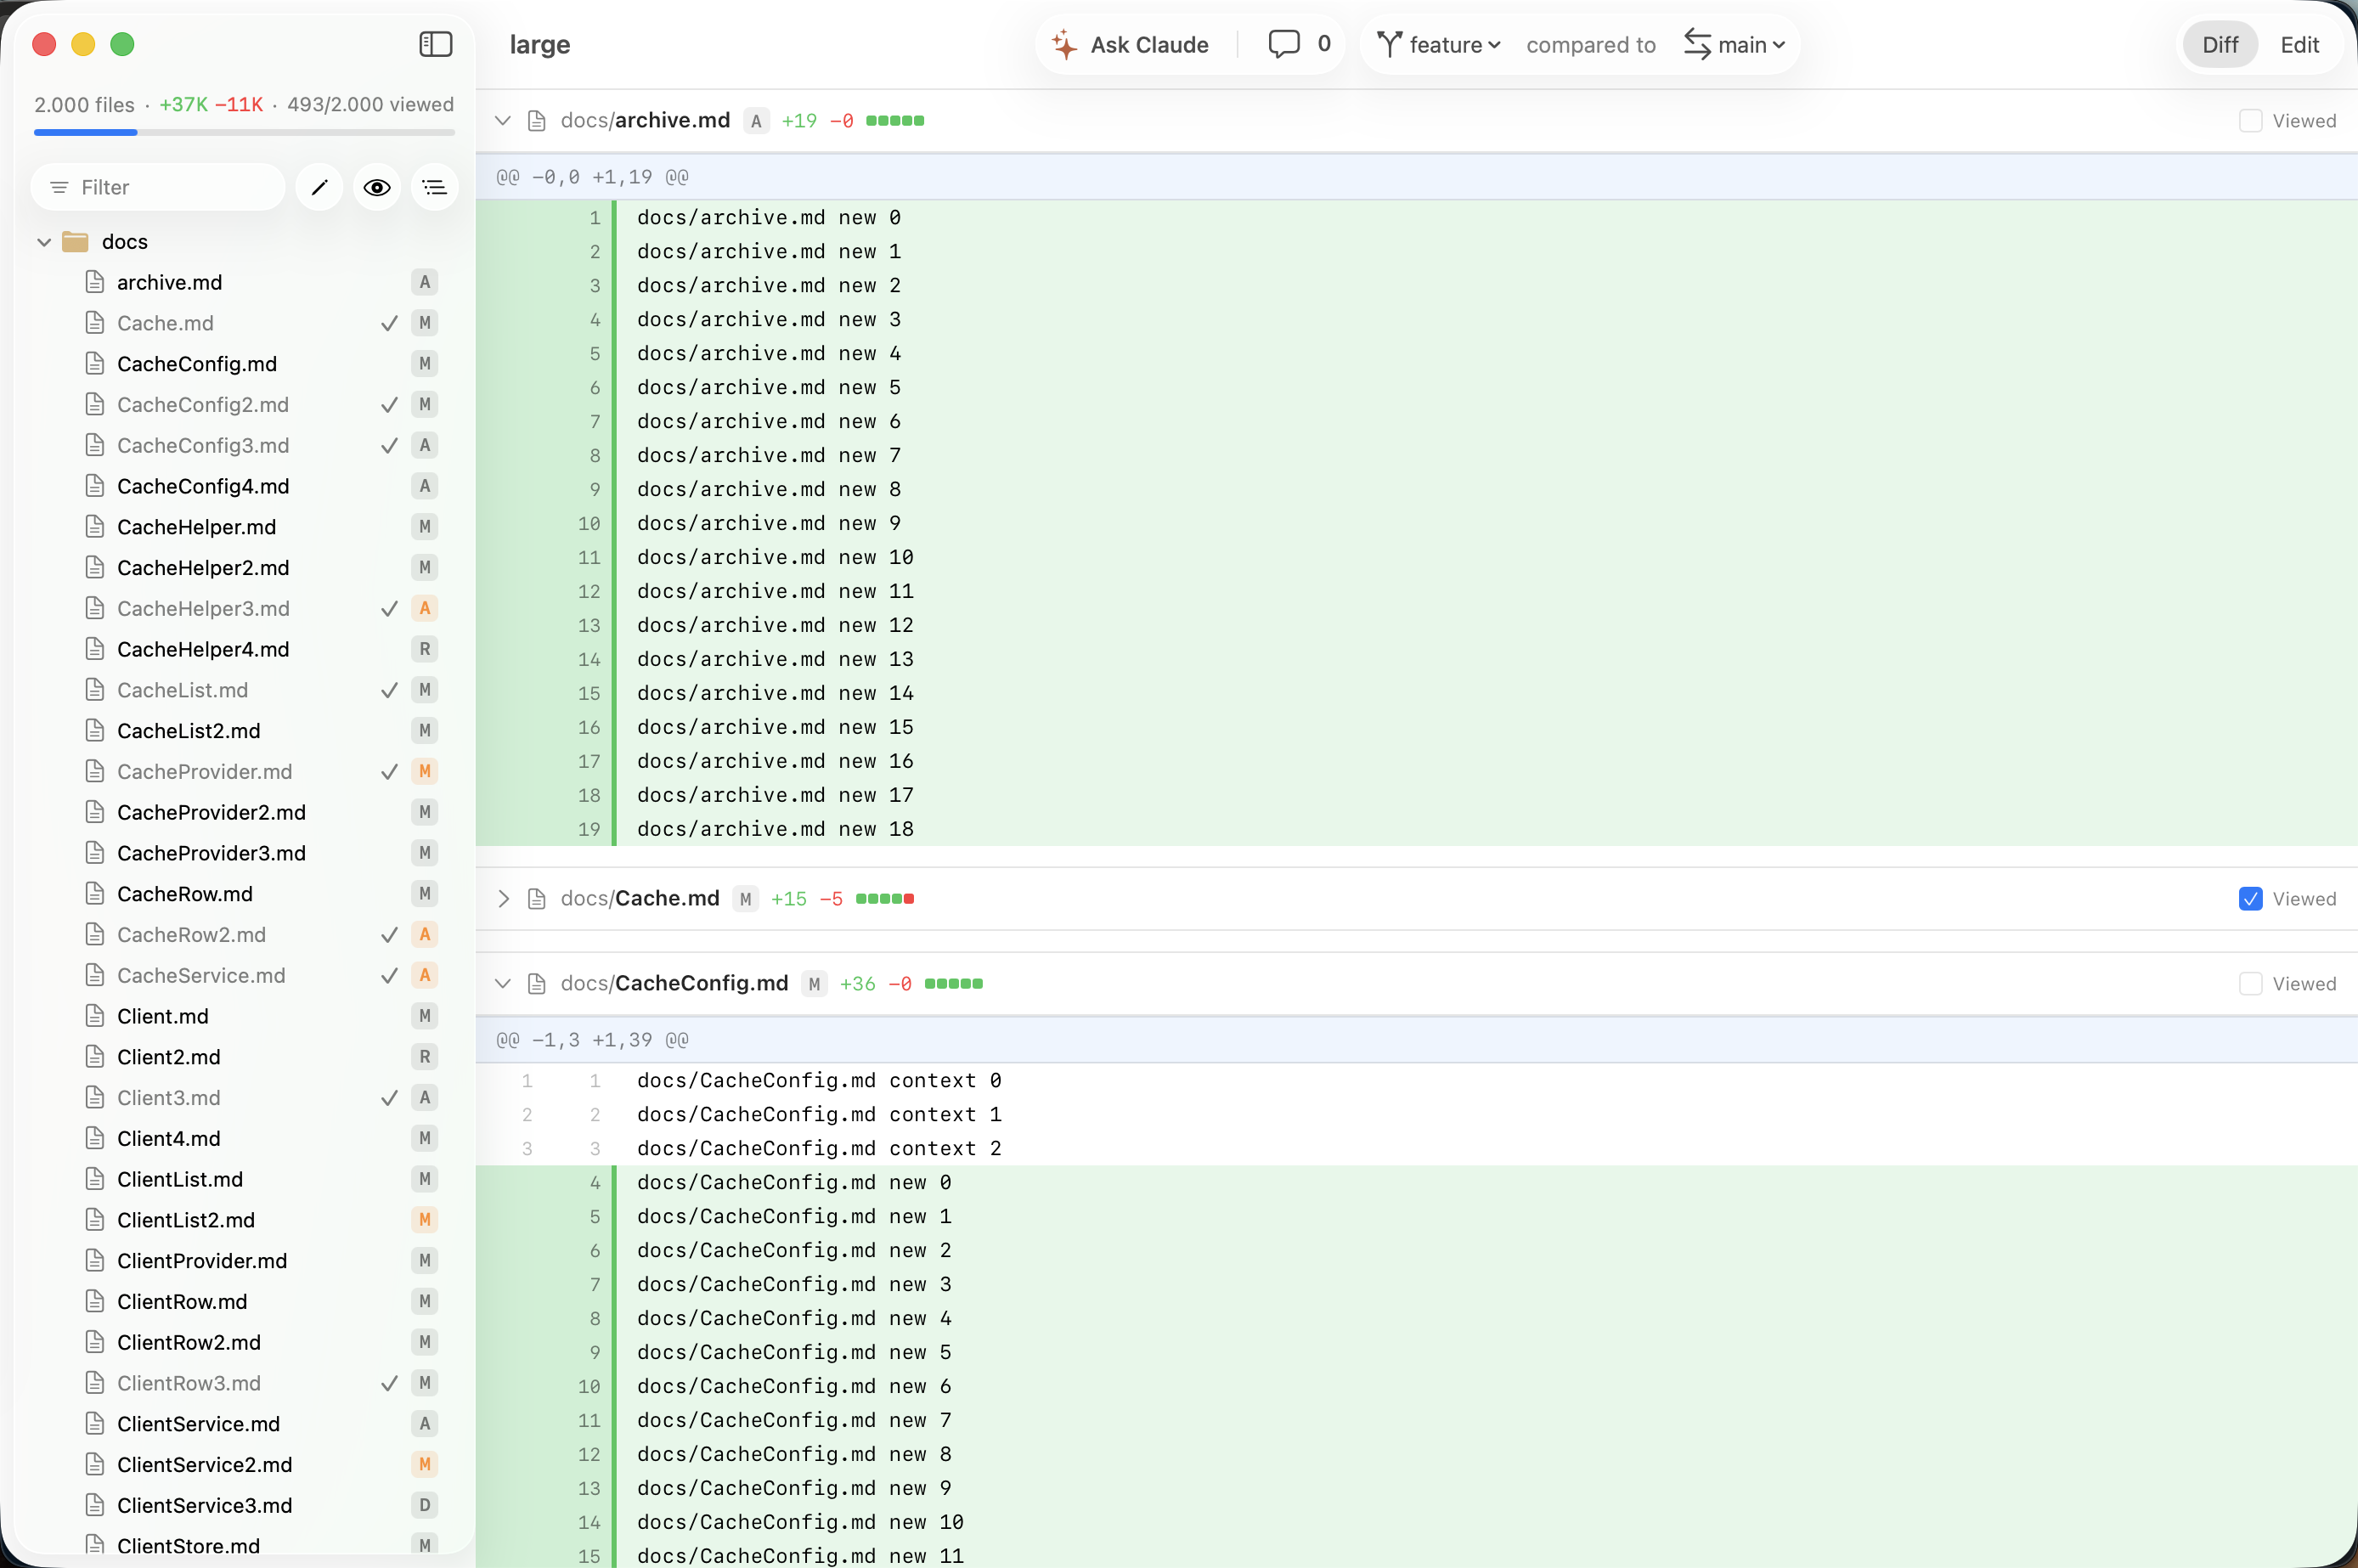 large
Ask Claude
0
feature
compared to
main
Diff
Edit
2.000 files · +37K −11K · 493/2.000 viewed
Filter
docs
archive.md A
Cache.md M
CacheConfig.md M
CacheConfig2.md M
CacheConfig3.md A
CacheConfig4.md A
CacheHelper.md M
CacheHelper2.md M
CacheHelper3.md A
CacheHelper4.md R
CacheList.md M
CacheList2.md M
CacheProvider.md M
CacheProvider2.md M
CacheProvider3.md M
CacheRow.md M
CacheRow2.md A
CacheService.md A
Client.md M
Client2.md R
Client3.md A
Client4.md M
ClientList.md M
ClientList2.md M
ClientProvider.md M
ClientRow.md M
ClientRow2.md M
ClientRow3.md M
ClientService.md A
ClientService2.md M
ClientService3.md D
ClientStore.md M
docs/archive.md A +19 −0 Viewed
@@ −0,0 +1,19 @@
1 docs/archive.md new 0
2 docs/archive.md new 1
3 docs/archive.md new 2
4 docs/archive.md new 3
5 docs/archive.md new 4
6 docs/archive.md new 5
7 docs/archive.md new 6
8 docs/archive.md new 7
9 docs/archive.md new 8
10 docs/archive.md new 9
11 docs/archive.md new 10
12 docs/archive.md new 11
13 docs/archive.md new 12
14 docs/archive.md new 13
15 docs/archive.md new 14
16 docs/archive.md new 15
17 docs/archive.md new 16
18 docs/archive.md new 17
19 docs/archive.md new 18
docs/Cache.md M +15 −5 Viewed
docs/CacheConfig.md M +36 −0 Viewed
@@ −1,3 +1,39 @@
1 1 docs/CacheConfig.md context 0
2 2 docs/CacheConfig.md context 1
3 3 docs/CacheConfig.md context 2
4 docs/CacheConfig.md new 0
5 docs/CacheConfig.md new 1
6 docs/CacheConfig.md new 2
7 docs/CacheConfig.md new 3
8 docs/CacheConfig.md new 4
9 docs/CacheConfig.md new 5
10 docs/CacheConfig.md new 6
11 docs/CacheConfig.md new 7
12 docs/CacheConfig.md new 8
13 docs/CacheConfig.md new 9
14 docs/CacheConfig.md new 10
15 docs/CacheConfig.md new 11